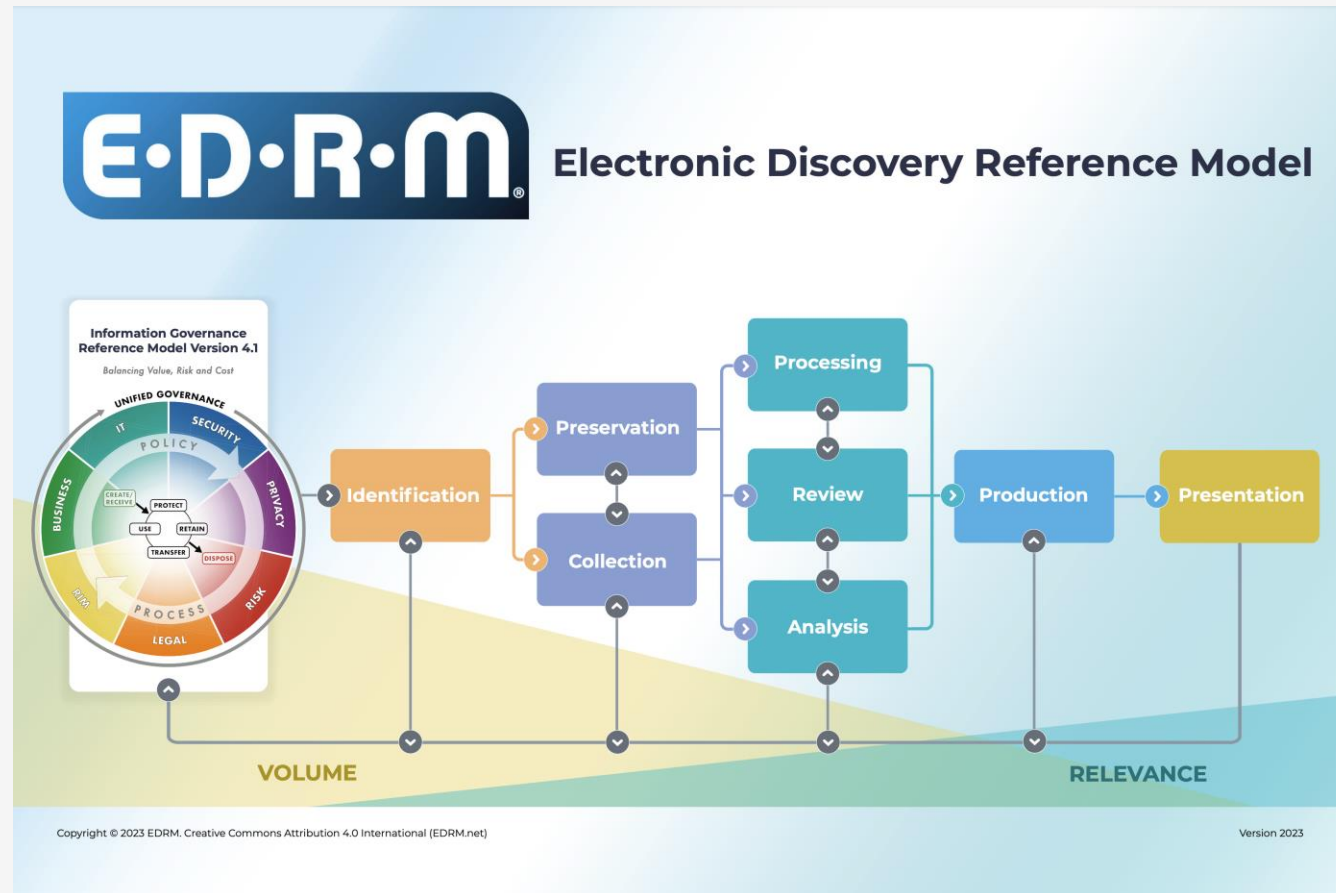 E·D·R·M®
Electronic Discovery Reference Model
Information Governance
Reference Model Version 4.1
Balancing Value, Risk and Cost
UNIFIED GOVERNANCE
IT
SECURITY
POLICY
BUSINESS
PRIVACY
CREATE/
RECEIVE
PROTECT
USE
RETAIN
TRANSFER
DISPOSE
RIM
PROCESS
RISK
LEGAL
Identification
Preservation
Collection
Processing
Review
Analysis
Production
Presentation
VOLUME
RELEVANCE
Copyright © 2023 EDRM. Creative Commons Attribution 4.0 International (EDRM.net)
Version 2023